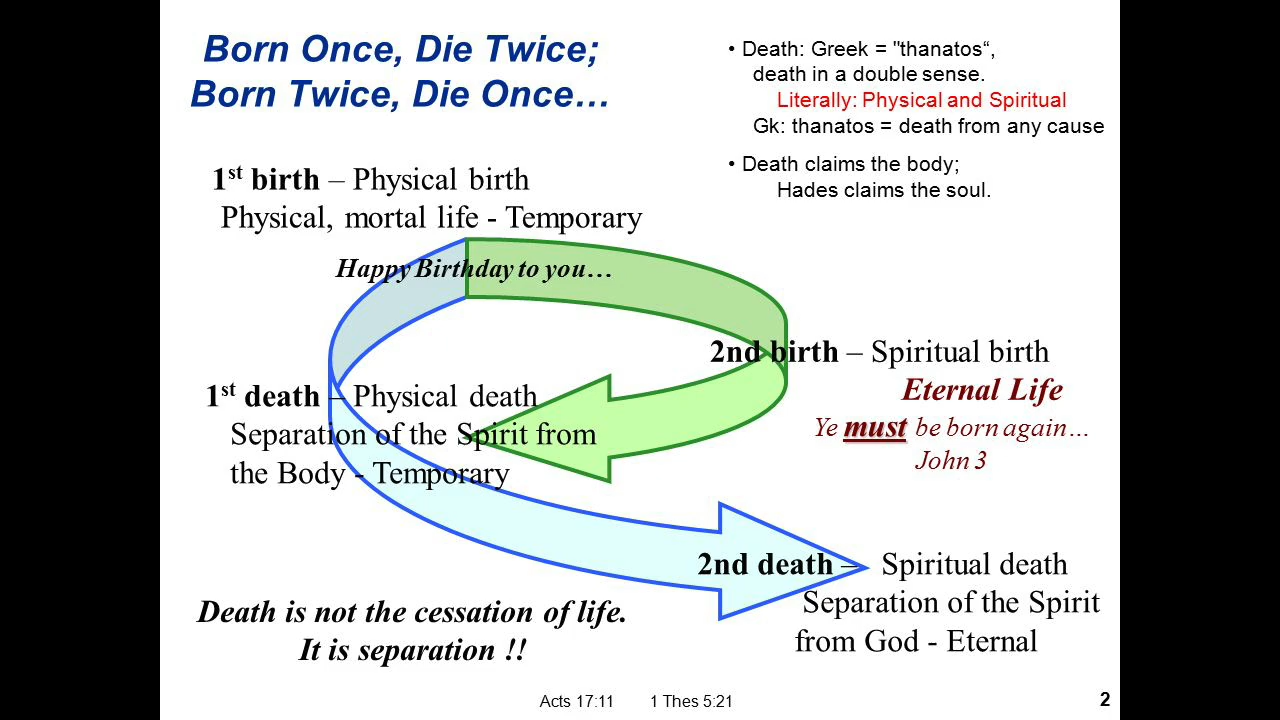 Born Once, Die Twice;
Born Twice, Die Once…
• Death: Greek = "thanatos“,
death in a double sense.
Literally: Physical and Spiritual
Gk: thanatos = death from any cause
• Death claims the body;
Hades claims the soul.
1st birth – Physical birth
Physical, mortal life - Temporary
Happy Birthday to you…
2nd birth – Spiritual birth
Eternal Life
Ye must be born again…
John 3
1st death – Physical death
Separation of the Spirit from
the Body - Temporary
2nd death – Spiritual death
Separation of the Spirit
from God - Eternal
Death is not the cessation of life.
It is separation !!
Acts 17:11 1 Thes 5:21
2